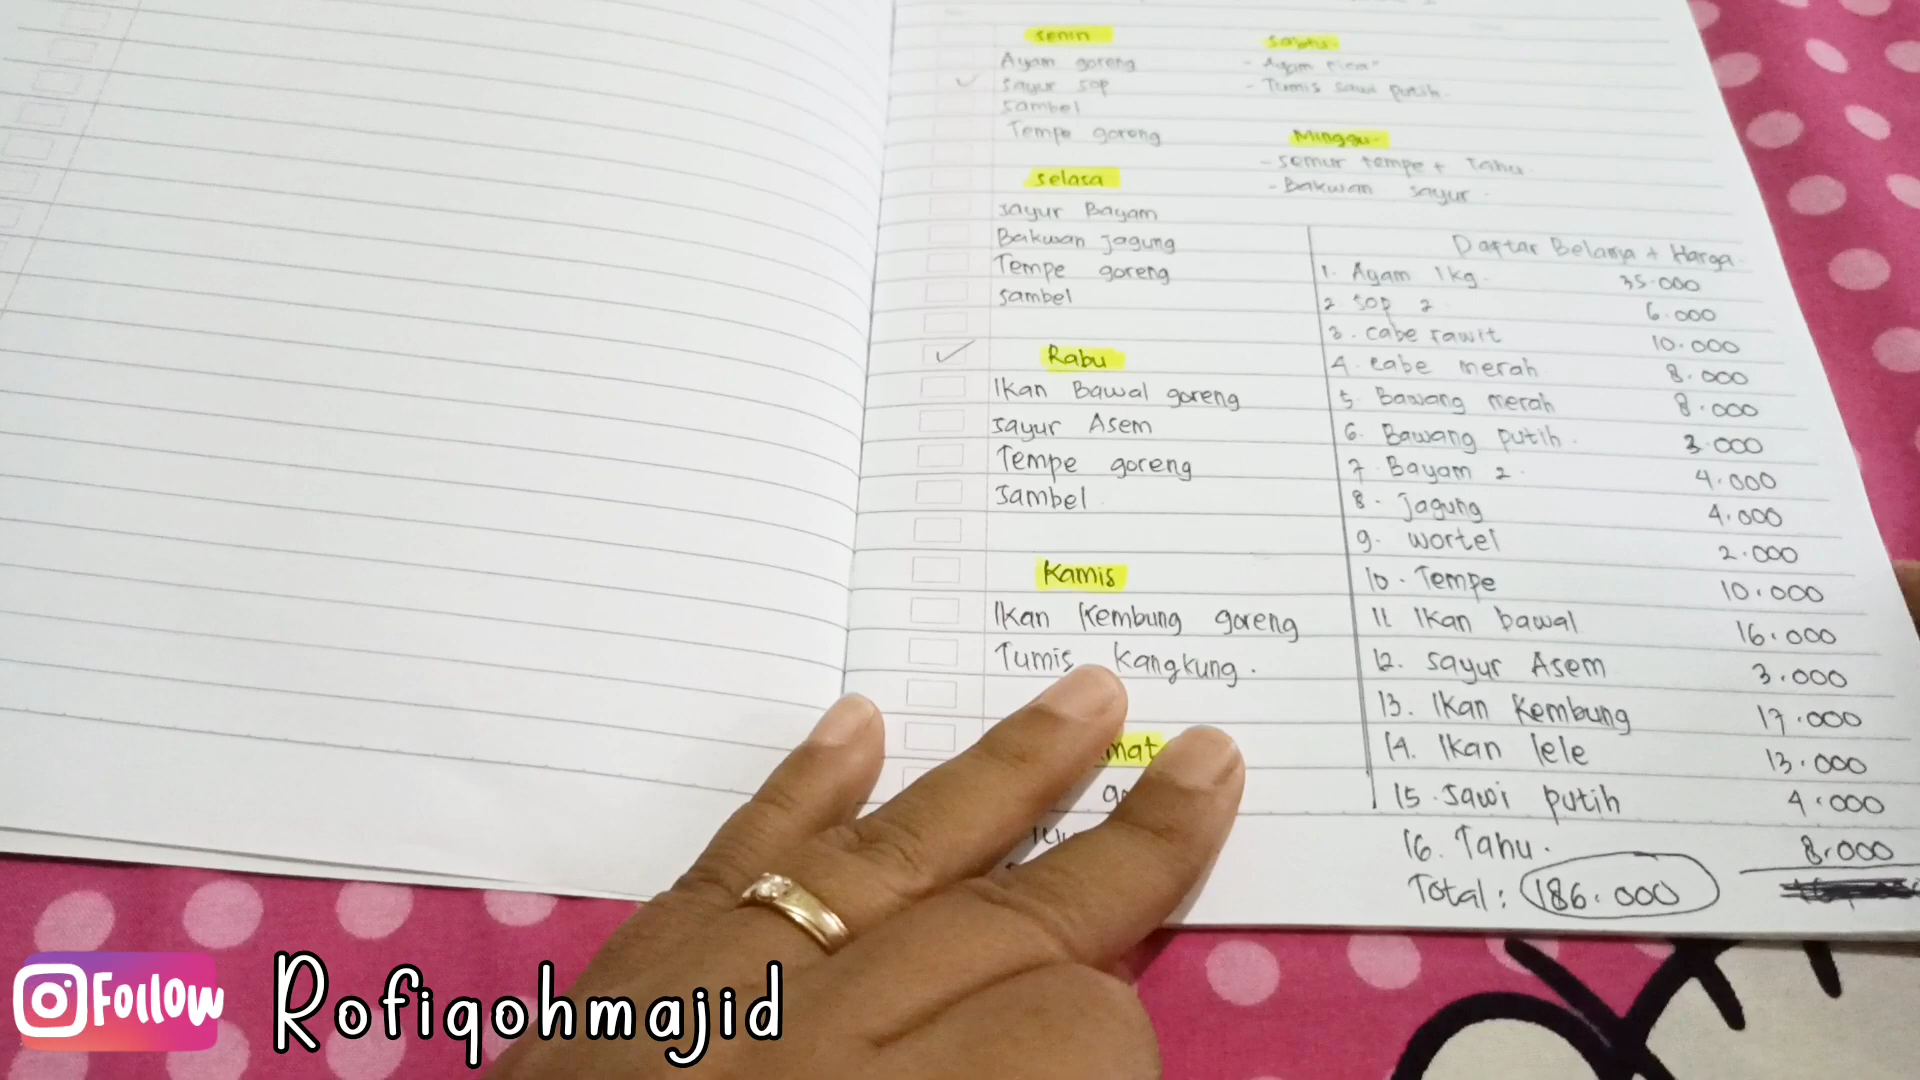 Senin
Ayam goreng
Sayur sop
Sambel
Tempe goreng
Selasa
Sayur Bayam
Bakwan Jagung
Tempe goreng
Sambel
Rabu
Ikan Bawal goreng
Sayur Asem
Tempe goreng
Sambel
Kamis
Ikan Kembung goreng
Tumis Kangkung.
mat
Sabtu
- Ayam
- Tumis sawi putih.
Minggu
- Semur tempe + Tahu.
- Bakwan sayur.
Daftar Belanja + Harga
1. Ayam 1 kg. 35.000
2 Sop 2 6.000
3. Cabe rawit 10.000
4. Cabe merah 8.000
5. Bawang merah 8.000
6. Bawang putih. 3.000
7. Bayam 2. 4.000
8. Jagung 4.000
9. Wortel 2.000
10. Tempe 10.000
11. Ikan bawal 16.000
12. Sayur Asem 3.000
13. Ikan Kembung 17.000
14. Ikan lele 13.000
15. Sawi putih 4.000
16. Tahu. 8.000
Total: 186.000
Follow
Rofiqohmajid